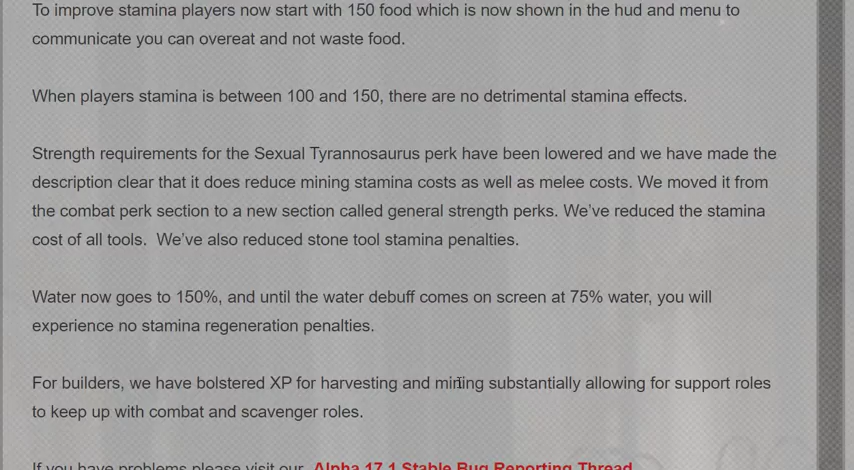 To improve stamina players now start with 150 food which is now shown in the hud and menu to
communicate you can overeat and not waste food.
When players stamina is between 100 and 150, there are no detrimental stamina effects.
Strength requirements for the Sexual Tyrannosaurus perk have been lowered and we have made the
description clear that it does reduce mining stamina costs as well as melee costs. We moved it from
the combat perk section to a new section called general strength perks. We’ve reduced the stamina
cost of all tools.  We’ve also reduced stone tool stamina penalties.
Water now goes to 150%, and until the water debuff comes on screen at 75% water, you will
experience no stamina regeneration penalties.
For builders, we have bolstered XP for harvesting and mining substantially allowing for support roles
to keep up with combat and scavenger roles.
If you have problems please visit our  Alpha 17.1 Stable Bug Reporting Thread